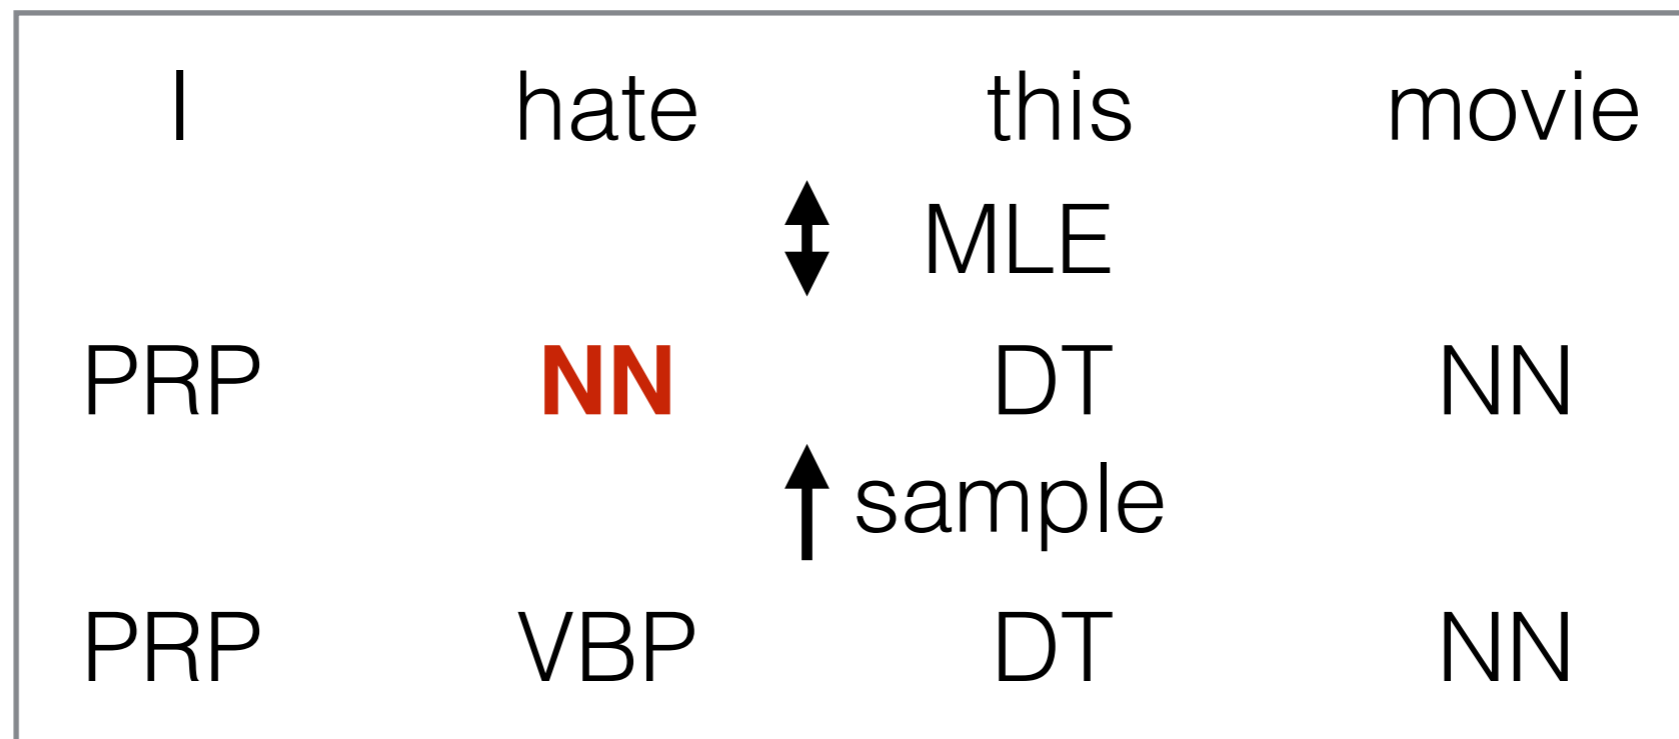 I hate this movie
MLE
PRP NN DT NN
sample
PRP VBP DT NN